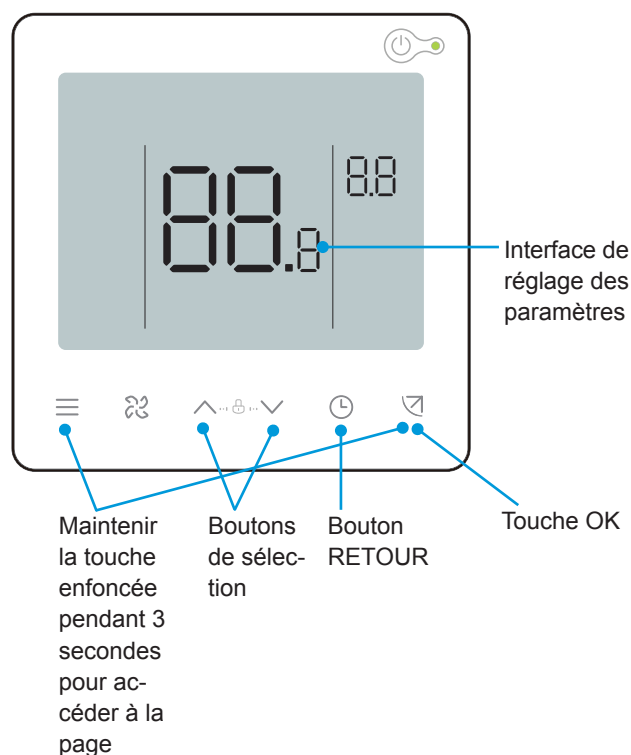 88.8
8.8
Interface de
réglage des
paramètres
Maintenir
la touche
enfoncée
pendant 3
secondes
pour ac-
céder à la
page
Boutons
de sélec-
tion
Bouton
RETOUR
Touche OK